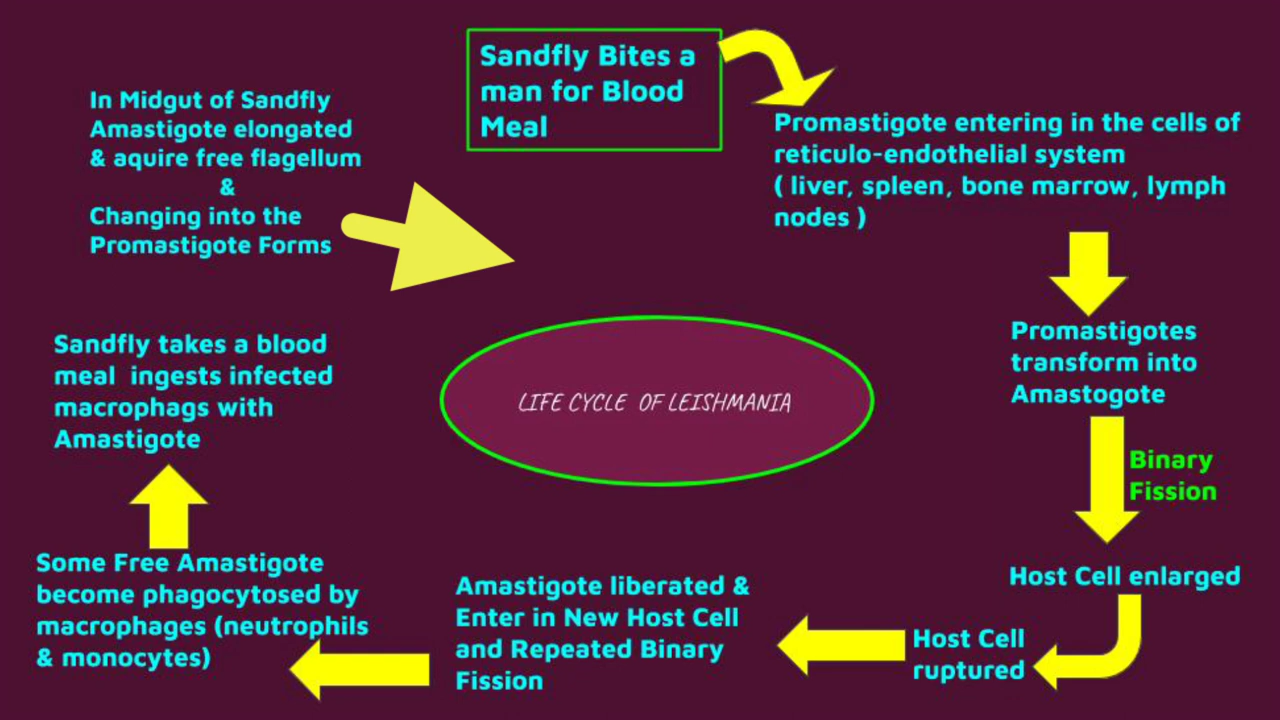 Sandfly Bites a
man for Blood
Meal
Promastigote entering in the cells of
reticulo-endothelial system
( liver, spleen, bone marrow, lymph
nodes )
Promastigotes
transform into
Amastogote
Binary
Fission
Host Cell enlarged
Host Cell
ruptured
Amastigote liberated &
Enter in New Host Cell
and Repeated Binary
Fission
Some Free Amastigote
become phagocytosed by
macrophages (neutrophils
& monocytes)
Sandfly takes a blood
meal  ingests infected
macrophags with
Amastigote
In Midgut of Sandfly
Amastigote elongated
& aquire free flagellum
&
Changing into the
Promastigote Forms
LIFE CYCLE OF LEISHMANIA